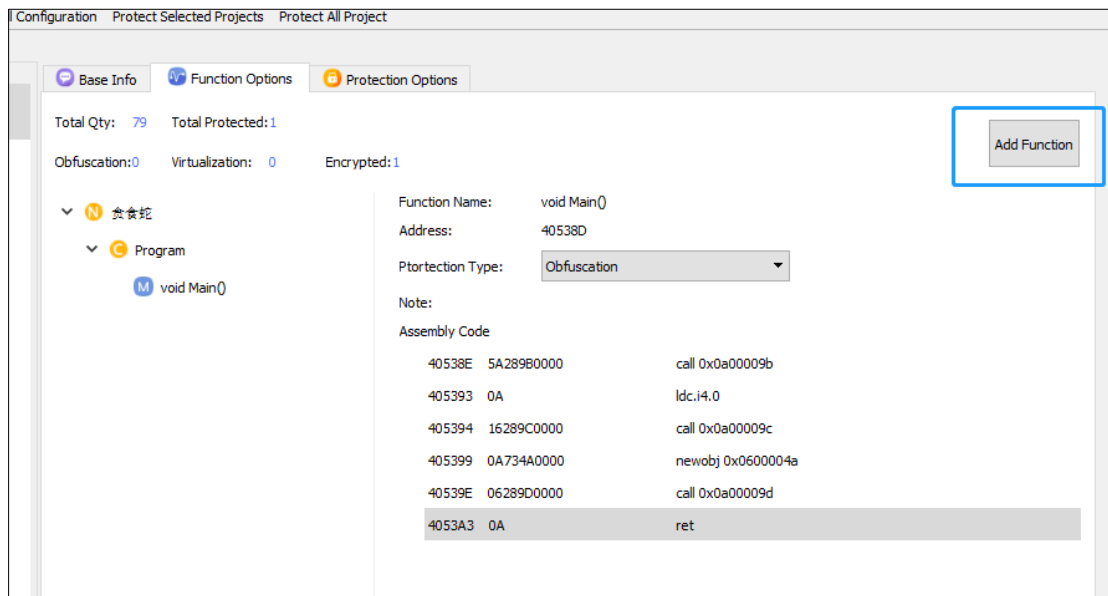 l Configuration Protect Selected Projects Protect All Project
Base Info Function Options Protection Options
Total Qty: 79 Total Protected:1
Add Function
Obfuscation:0 Virtualization: 0 Encrypted:1
N 贪食蛇
C Program
M void Main()
Function Name: void Main()
Address: 40538D
Ptortection Type: Obfuscation
Note:
Assembly Code
40538E 5A289B0000 call 0x0a00009b
405393 0A ldc.i4.0
405394 16289C0000 call 0x0a00009c
405399 0A734A0000 newobj 0x0600004a
40539E 06289D0000 call 0x0a00009d
4053A3 0A ret